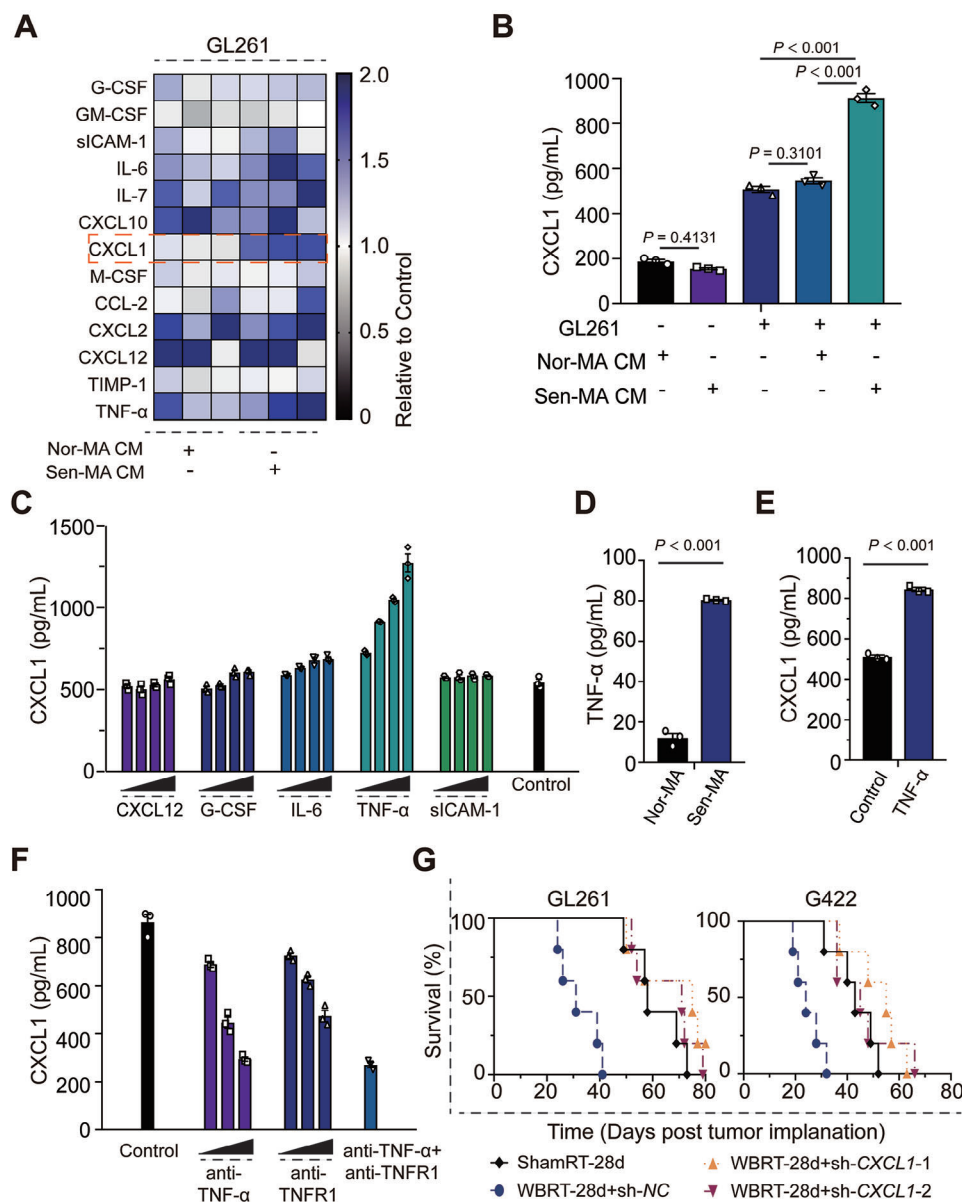 A
GL261
G-CSF
GM-CSF
sICAM-1
IL-6
IL-7
CXCL10
CXCL1
M-CSF
CCL-2
CXCL2
CXCL12
TIMP-1
TNF-α
2.0
1.5
1.0
0.5
0
Relative to Control
Nor-MA CM + -
Sen-MA CM - +
B
P < 0.001
P < 0.001
P = 0.3101
P = 0.4131
CXCL1 (pg/mL)
1000
800
600
400
200
0
GL261 - - + + +
Nor-MA CM + - - + -
Sen-MA CM - + - - +
C
CXCL1 (pg/mL)
1500
1000
500
0
CXCL12 G-CSF IL-6 TNF-α sICAM-1 Control
D
P < 0.001
TNF-α (pg/mL)
100
80
60
40
20
0
Nor-MA
Sen-MA
E
P < 0.001
CXCL1 (pg/mL)
1000
800
600
400
200
0
Control
TNF-α
F
CXCL1 (pg/mL)
1000
800
600
400
200
0
Control
anti-
TNF-α
anti-
TNFR1
anti-TNF-α+
anti-TNFR1
G
GL261
G422
Survival (%)
100
50
0
0 20 40 60 80
100
50
0
0 20 40 60 80
Time (Days post tumor implanation)
ShamRT-28d
WBRT-28d+sh-CXCL1-1
WBRT-28d+sh-NC
WBRT-28d+sh-CXCL1-2